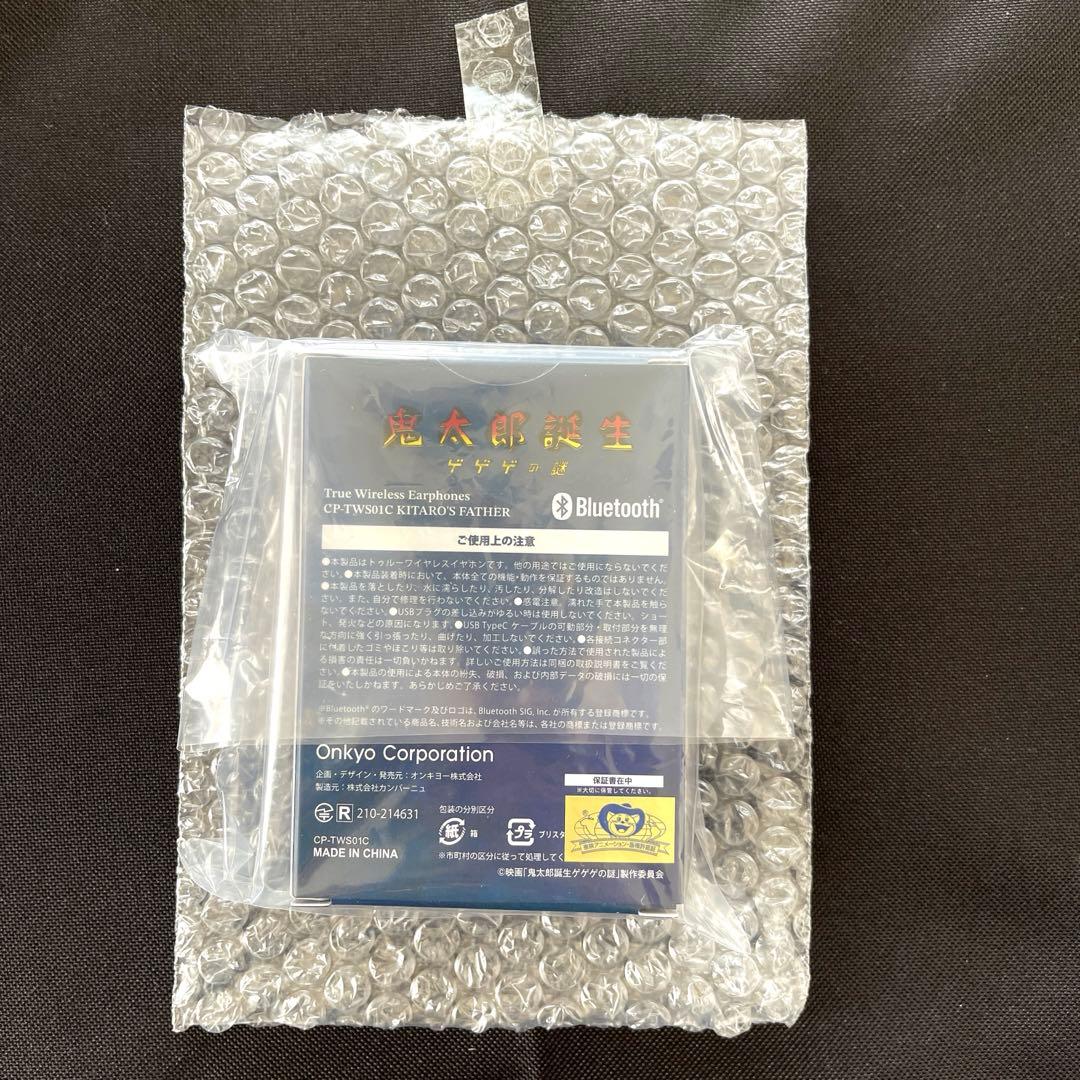 鬼太郎誕生
ゲゲゲの謎
True Wireless Earphones
CP-TWS01C KITARO'S FATHER
Bluetooth®
ご使用上の注意
●本製品はトゥルーワイヤレスイヤホンです。他の用途ではご使用にならないでくだ
さい。●本製品装着時において、本体全ての機能・動作を保証するものではありません。
●本製品を落としたり、水に濡らしたり、汚したり、分解したり改造はしないでくだ
さい。また、自分で修理を行わないでください。●感電注意。濡れた手で本製品を触ら
ないでください。●USBプラグの差し込みがゆるい時は使用しないでください。ショー
ト、発火などの原因になります。●USB TypeC ケーブルの可動部分・取付部分を無理
な方向に強く引っ張ったり、曲げたり、加工しないでください。●各接続コネクター部
に付着したゴミやほこり等は取り除いてください。●誤った方法で使用された製品によ
る損害の責任は一切負いかねます。詳しいご使用方法は同梱の取扱説明書をご覧くだ
さい。●本製品の使用による本体の紛失、破損、および内部データの破損には一切の保
証をいたしかねます。あらかじめご了承ください。
※Bluetooth® のワードマーク及びロゴは、Bluetooth SIG, Inc. が所有する登録商標です。
※その他記載されている商品名、技術名および会社名等は、各社の商標または登録商標です。
Onkyo Corporation
企画・デザイン・発売元：オンキヨー株式会社
製造元：株式会社カンパーニュ
保証書在中
※大切に保管してください。
R 210-214631
包装の分別区分
紙 箱
プラ ブリスタ
CP-TWS01C
MADE IN CHINA
※市町村の区分に従って処理してく
東映アニメーション・版権許諾証
©映画「鬼太郎誕生ゲゲゲの謎」製作委員会